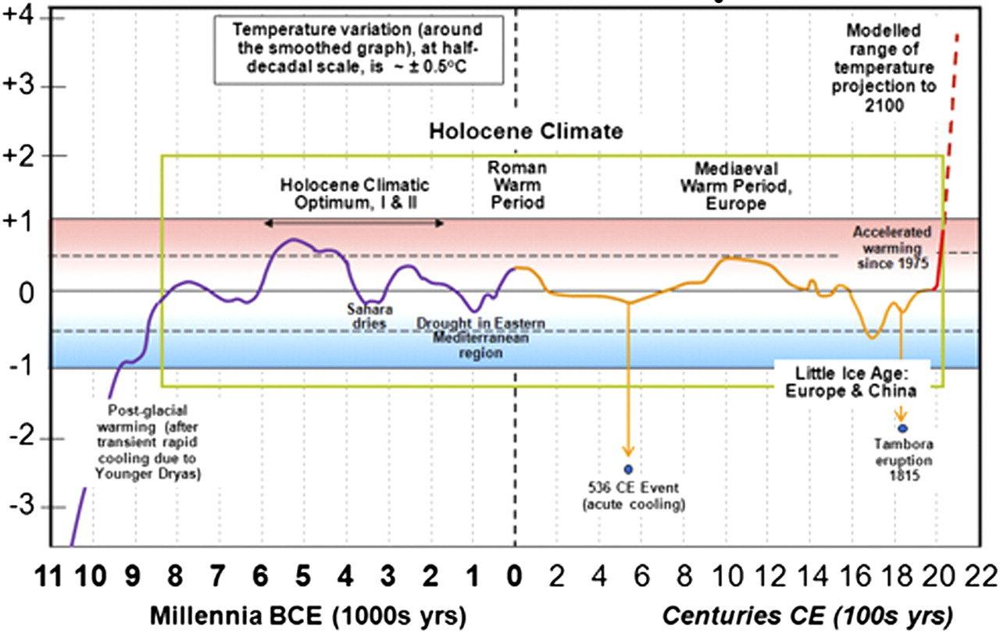 +4
Temperature variation (around
the smoothed graph), at half-
decadal scale, is ~ ± 0.5°C
Modelled
range of
temperature
projection to
2100
+3
Holocene Climate
+2
Holocene Climatic
Optimum, I & II
Roman
Warm
Period
Mediaeval
Warm Period,
Europe
+1
Accelerated
warming
since 1975
0
Sahara
dries
Drought in Eastern
Mediterranean
region
-1
Little Ice Age:
Europe & China
Post-glacial
warming (after
transient rapid
cooling due to
Younger Dryas)
-2
Tambora
eruption
1815
536 CE Event
(acute cooling)
-3
11 10 9 8 7 6 5 4 3 2 1 0 2 4 6 8 10 12 14 16 18 20 22
Millennia BCE (1000s yrs)
Centuries CE (100s yrs)